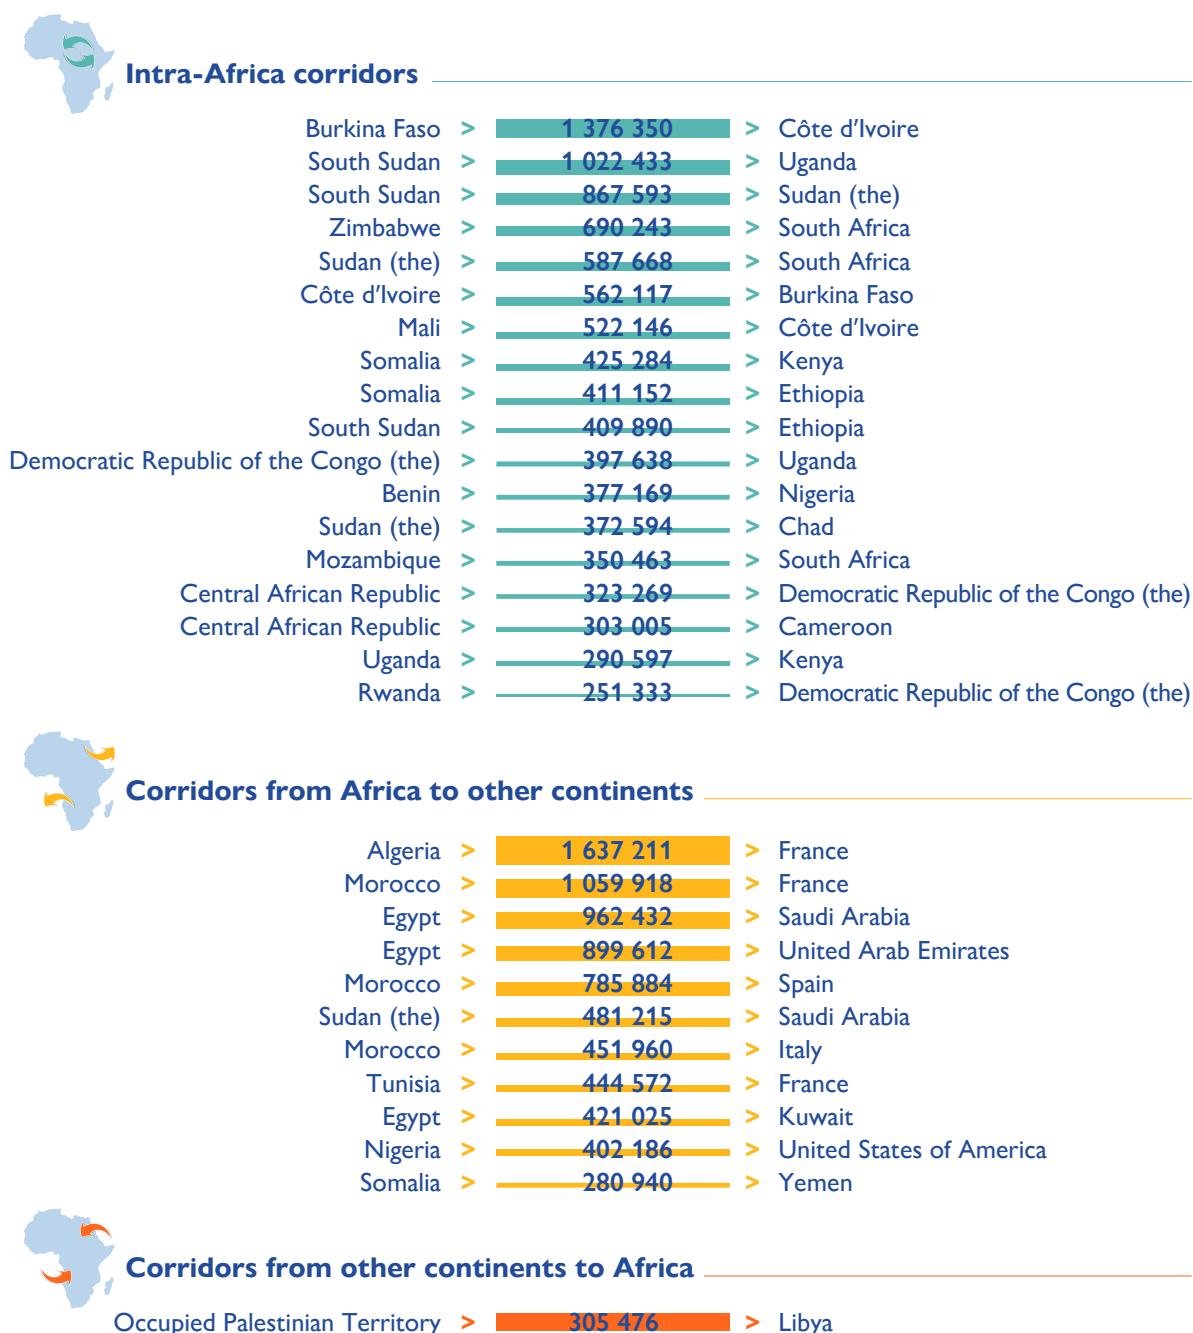 Intra-Africa corridors
Burkina Faso > 1 376 350 > Côte d’Ivoire
South Sudan > 1 022 433 > Uganda
South Sudan > 867 593 > Sudan (the)
Zimbabwe > 690 243 > South Africa
Sudan (the) > 587 668 > South Africa
Côte d’Ivoire > 562 117 > Burkina Faso
Mali > 522 146 > Côte d’Ivoire
Somalia > 425 284 > Kenya
Somalia > 411 152 > Ethiopia
South Sudan > 409 890 > Ethiopia
Democratic Republic of the Congo (the) > 397 638 > Uganda
Benin > 377 169 > Nigeria
Sudan (the) > 372 594 > Chad
Mozambique > 350 463 > South Africa
Central African Republic > 323 269 > Democratic Republic of the Congo (the)
Central African Republic > 303 005 > Cameroon
Uganda > 290 597 > Kenya
Rwanda > 251 333 > Democratic Republic of the Congo (the)
Corridors from Africa to other continents
Algeria > 1 637 211 > France
Morocco > 1 059 918 > France
Egypt > 962 432 > Saudi Arabia
Egypt > 899 612 > United Arab Emirates
Morocco > 785 884 > Spain
Sudan (the) > 481 215 > Saudi Arabia
Morocco > 451 960 > Italy
Tunisia > 444 572 > France
Egypt > 421 025 > Kuwait
Nigeria > 402 186 > United States of America
Somalia > 280 940 > Yemen
Corridors from other continents to Africa
Occupied Palestinian Territory > 305 476 > Libya